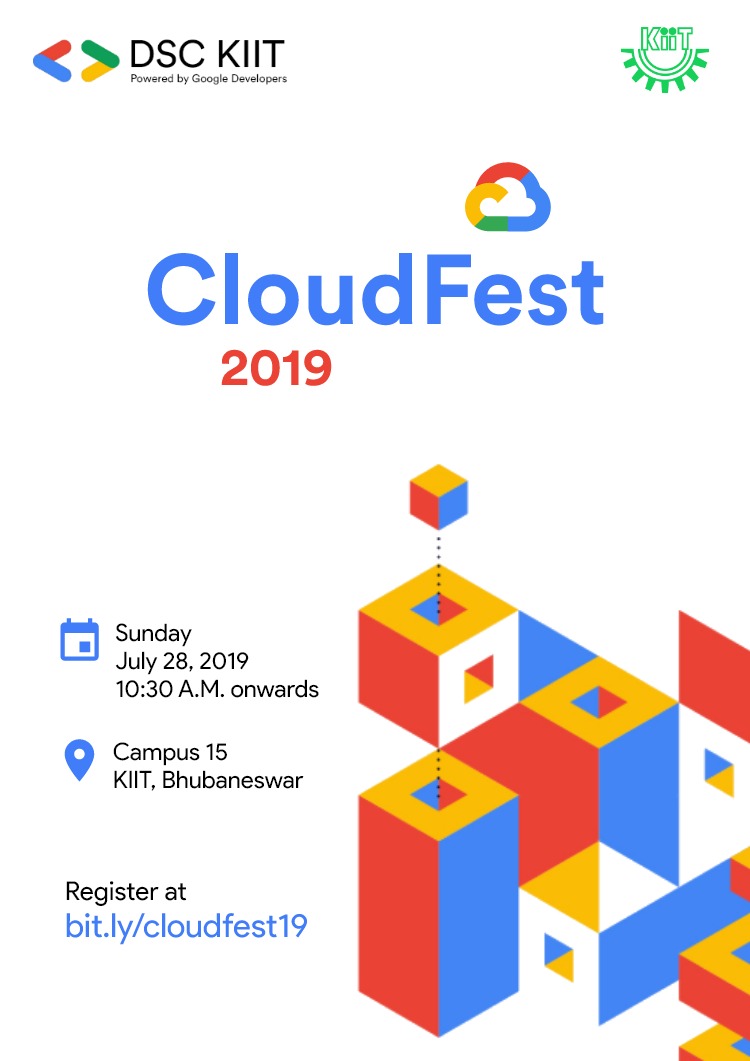 DSC KIIT
Powered by Google Developers
KiiT
CloudFest
2019
Sunday
July 28, 2019
10:30 A.M. onwards
Campus 15
KIIT, Bhubaneswar
Register at
bit.ly/cloudfest19